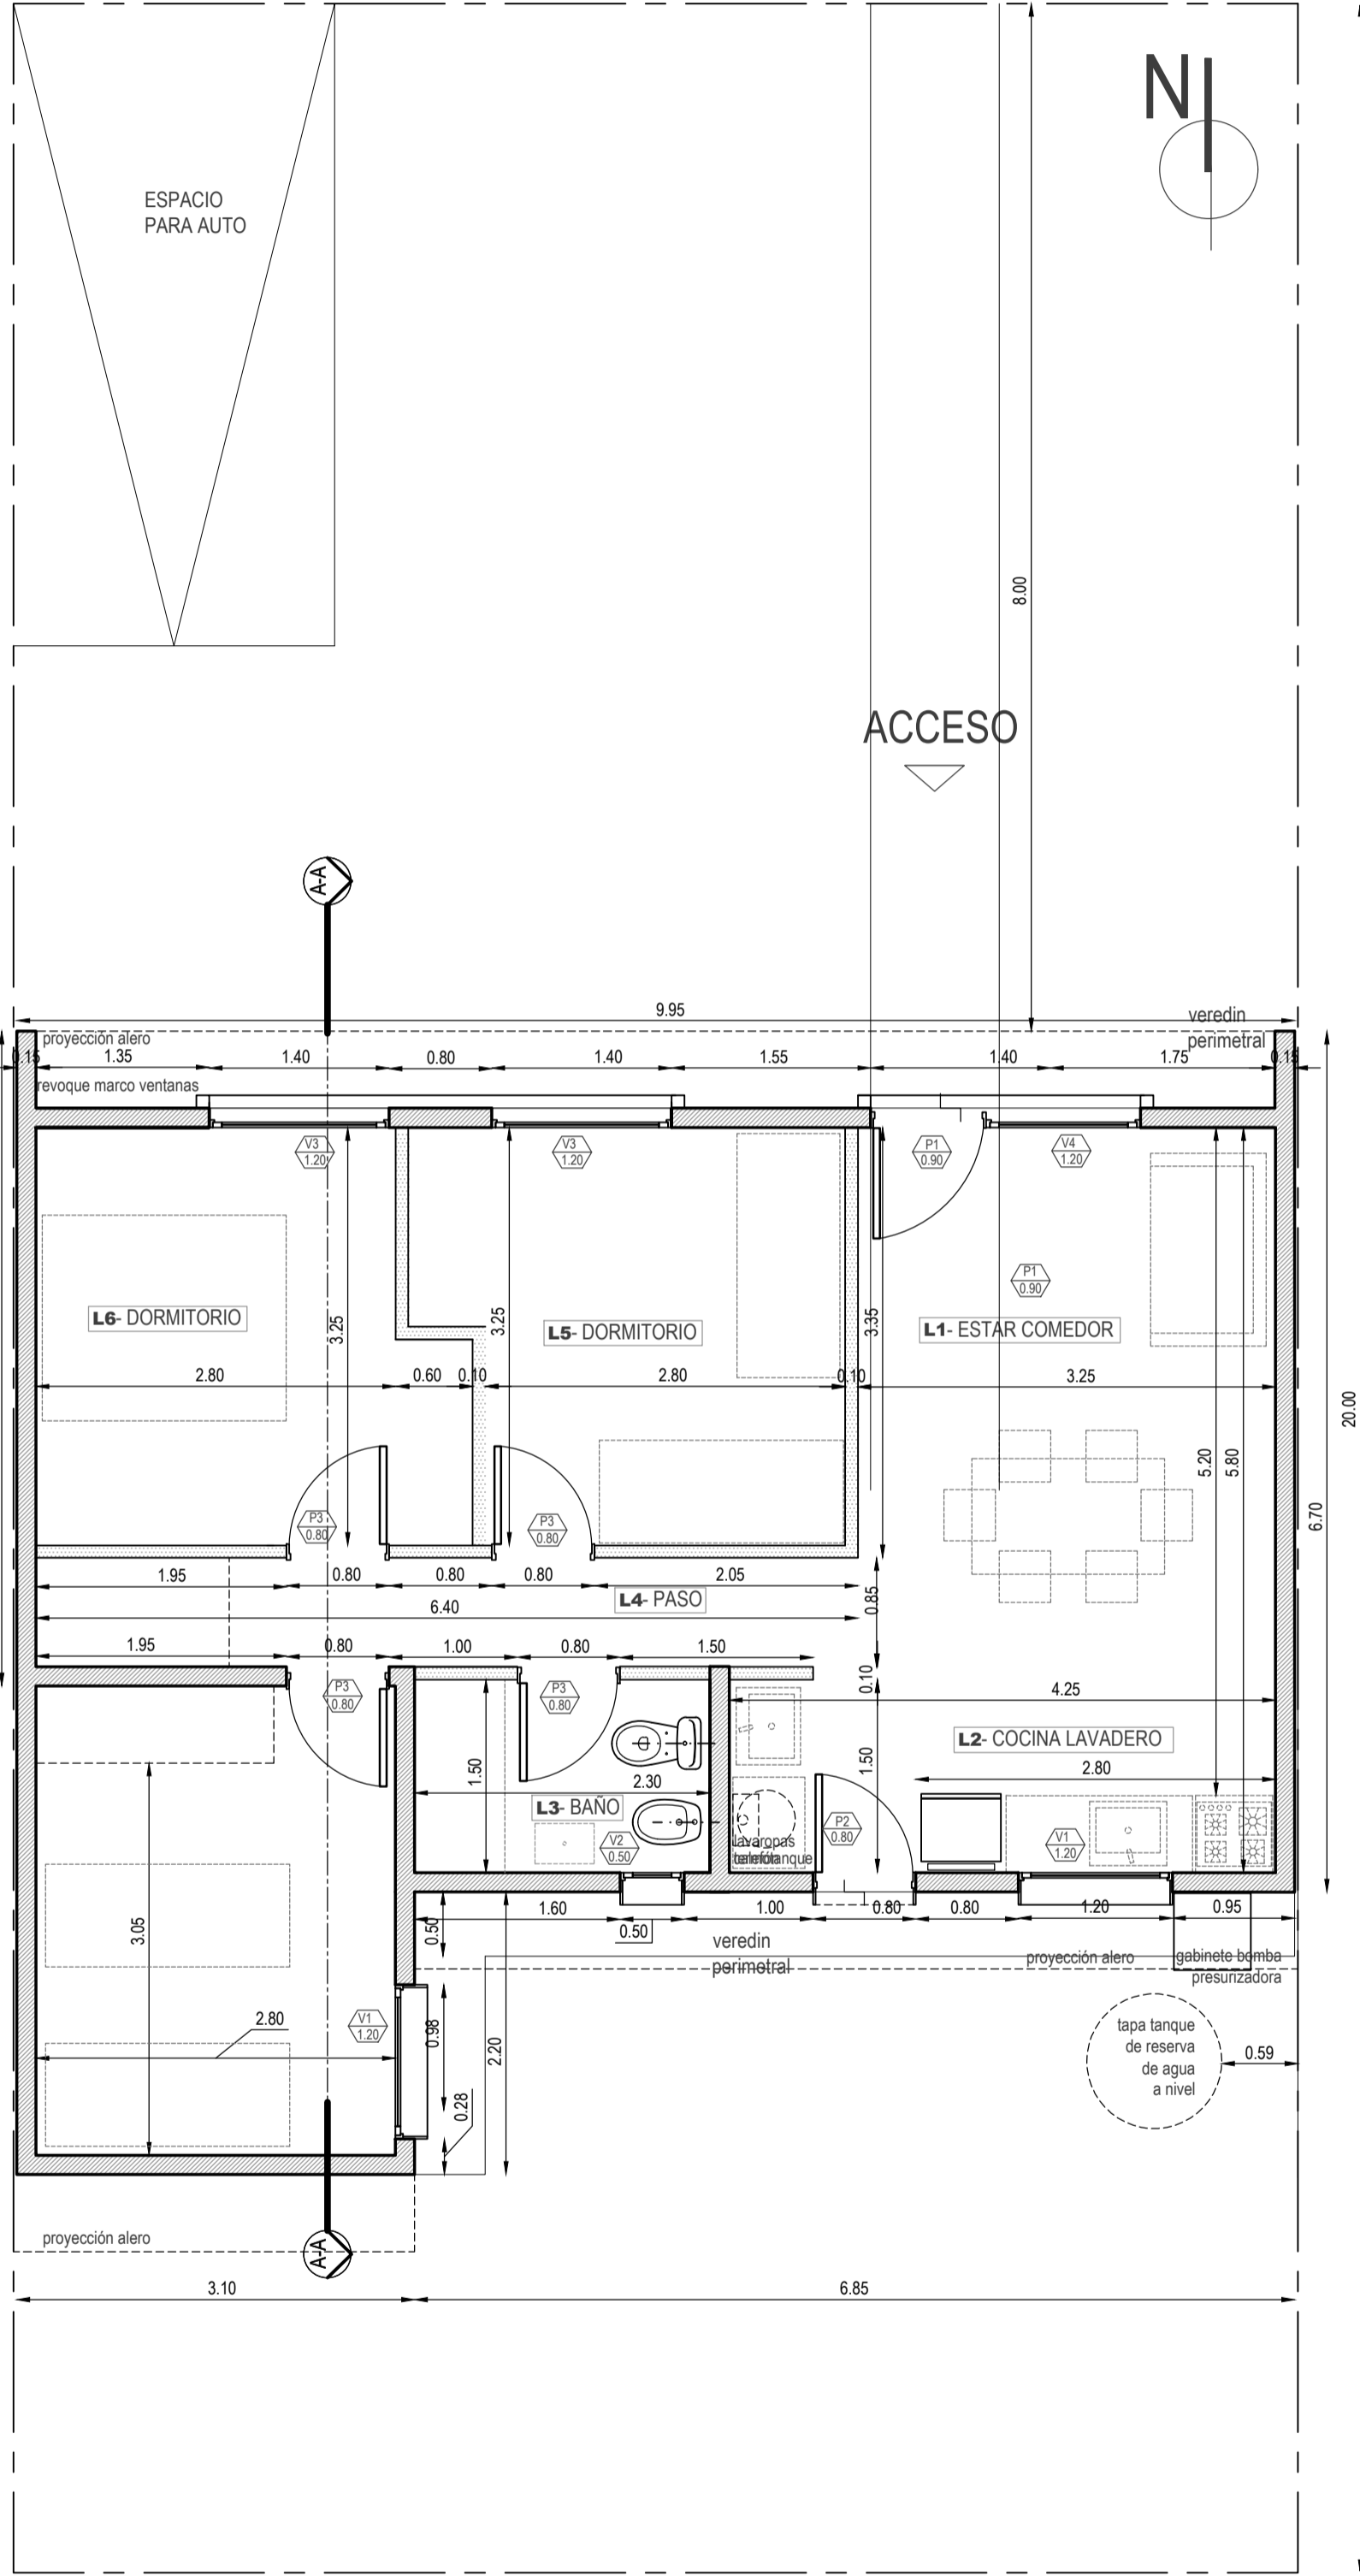 N
ESPACIO
PARA AUTO
8.00
ACCESO
A-A
9.95
veredin
perimetral
proyección alero
0.15
1.35
1.40
0.80
1.40
1.55
1.40
1.75
0.15
revoque marco ventanas
V3
1.20
V3
1.20
P1
0.90
V4
1.20
P1
0.90
L6- DORMITORIO
3.25
3.25
L5- DORMITORIO
3.35
L1- ESTAR COMEDOR
2.80
0.60
0.10
2.80
0.10
3.25
20.00
5.20
5.80
6.70
P3
0.80
P3
0.80
1.95
0.80
0.80
0.80
2.05
L4- PASO
0.85
6.40
1.95
0.80
1.00
0.80
1.50
P3
0.80
P3
0.80
0.10
4.25
L2- COCINA LAVADERO
1.50
2.30
1.50
2.80
L3- BAÑO
V2
0.50
P2
0.80
V1
1.20
lavaropas
termotanque
1.60
0.50
1.00
0.80
0.80
1.20
0.95
0.50
veredin
perimetral
proyección alero
gabinete bomba
presurizadora
3.05
2.80
V1
1.20
0.98
2.20
0.28
tapa tanque
de reserva
de agua
a nivel
0.59
proyección alero
A-A
3.10
6.85